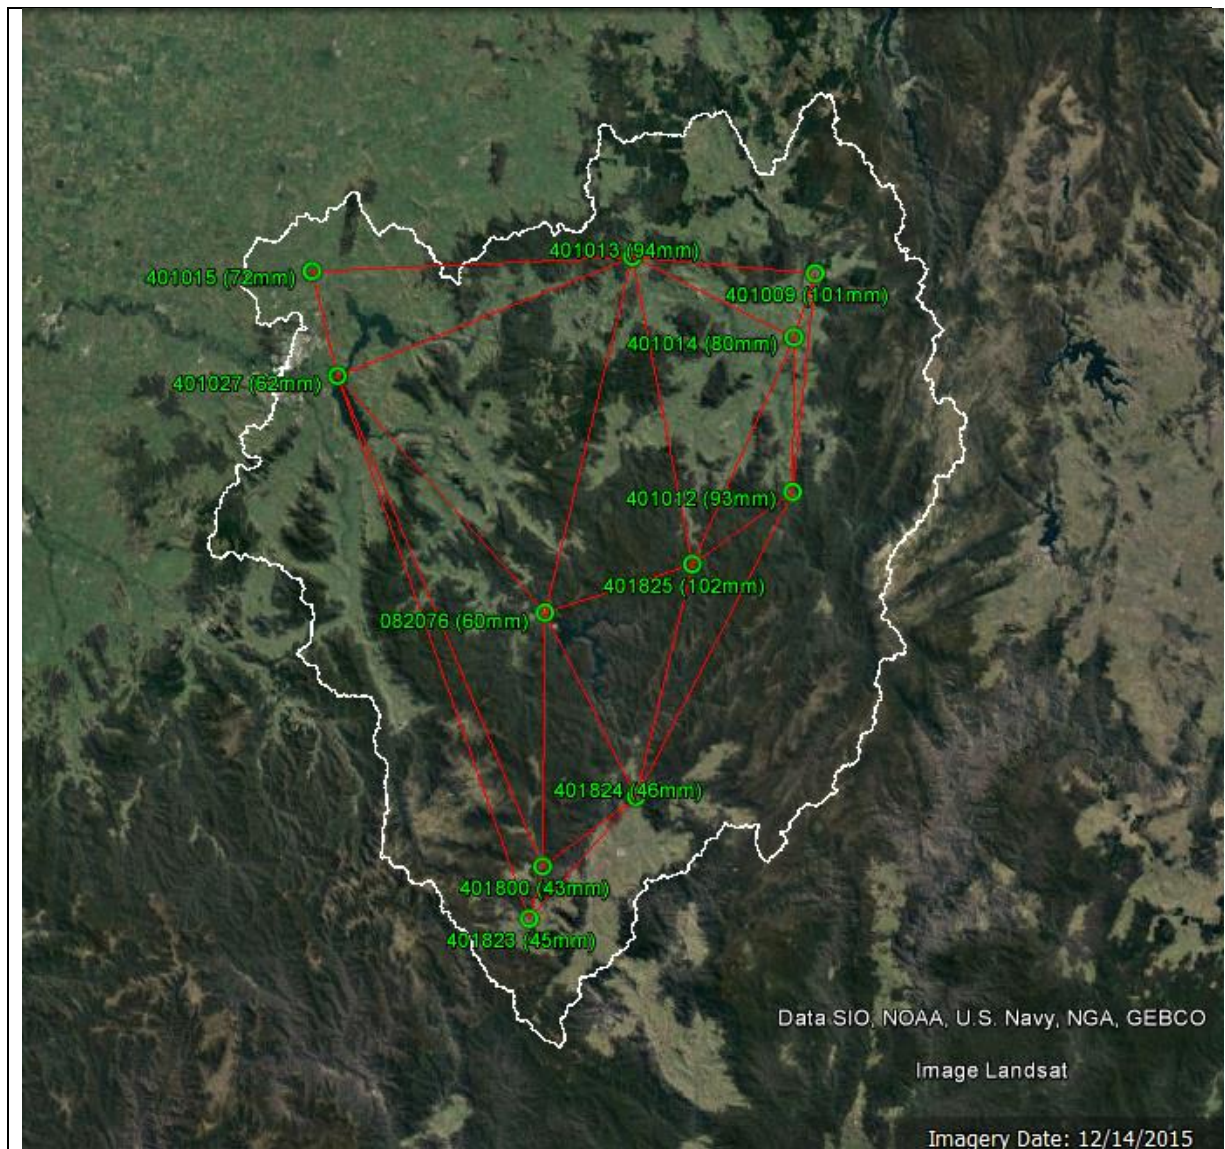 401013 (94mm)
401015 (72mm)
401009 (101mm)
401014 (80mm)
401027 (62mm)
401012 (93mm)
401825 (102mm)
082076 (60mm)
401824 (46mm)
401800 (43mm)
401823 (45mm)
Data SIO, NOAA, U.S. Navy, NGA, GEBCO
Image Landsat
Imagery Date: 12/14/2015